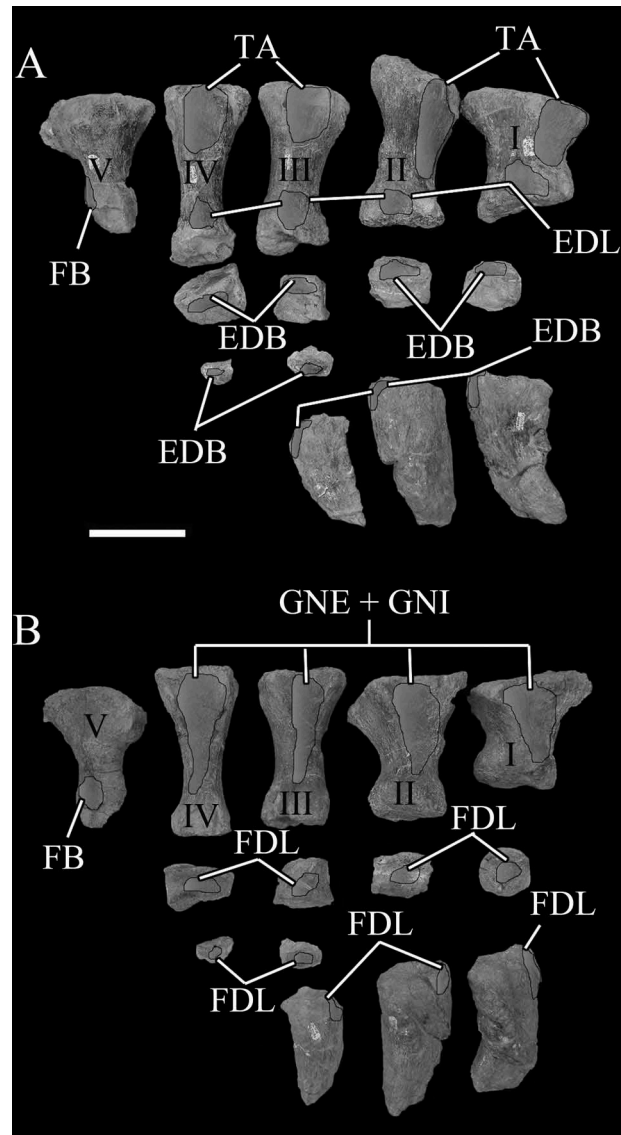 A
TA TA
V IV III II I
FB
EDL
EDB EDB
EDB
EDB
B
GNE + GNI
V
IV III II I
FB
FDL FDL
FDL
FDL
FDL